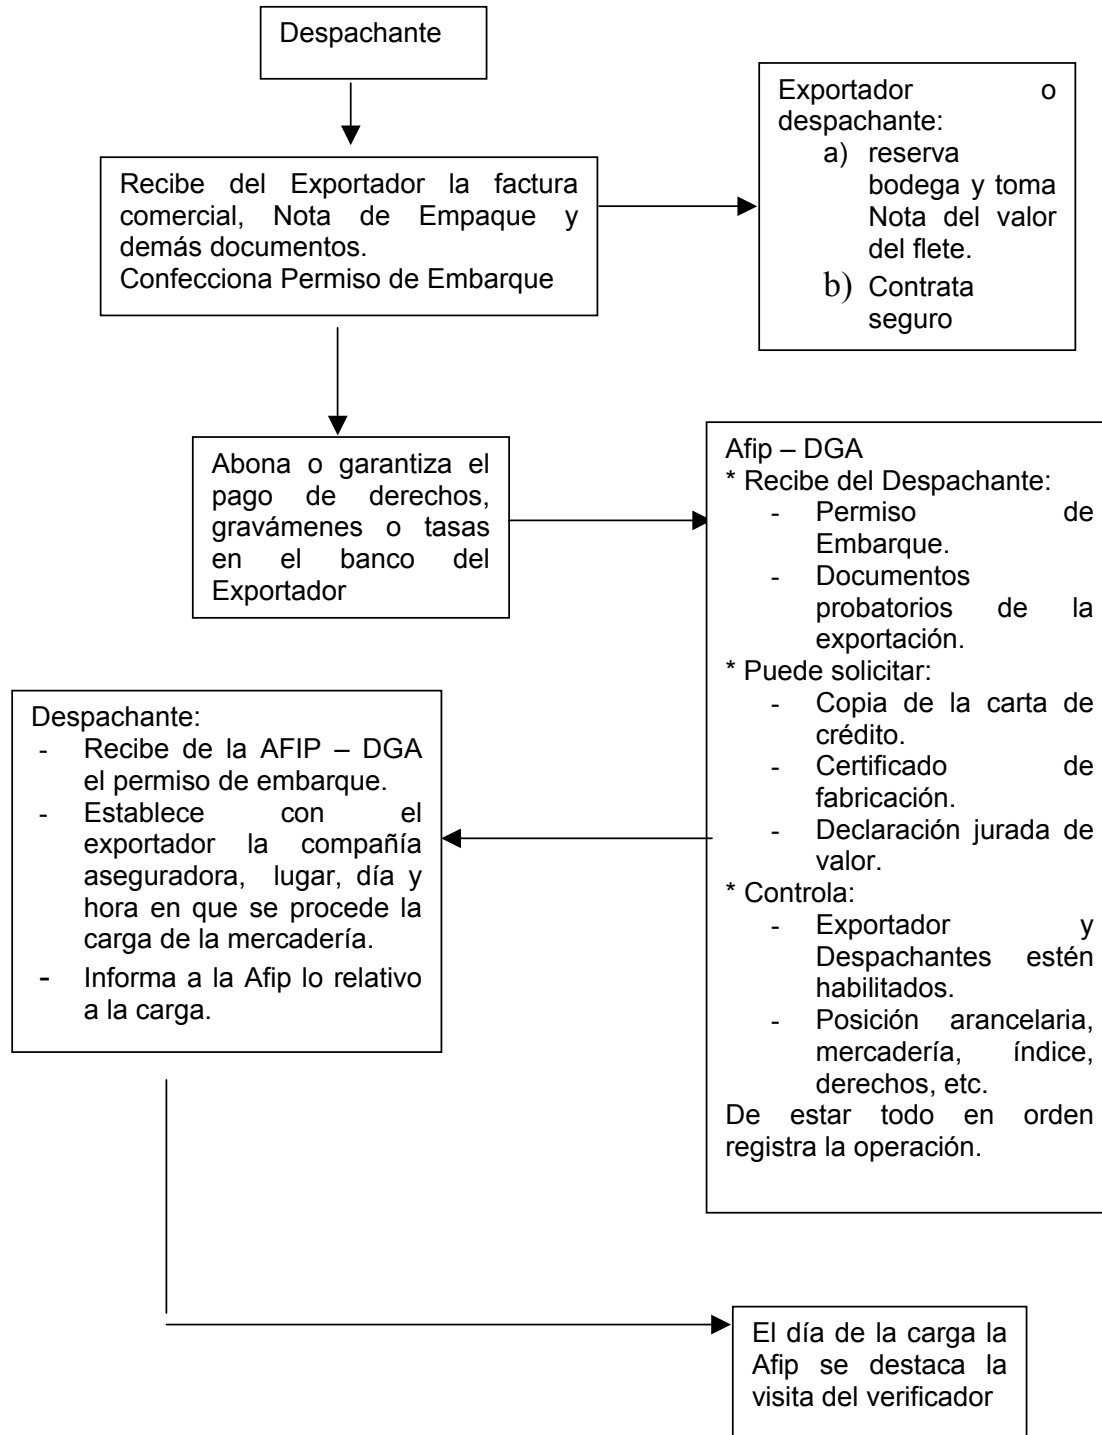 Despachante
Exportador o
despachante:
a) reserva
bodega y toma
Nota del valor
del flete.
b) Contrata
seguro
Recibe del Exportador la factura
comercial, Nota de Empaque y
demás documentos.
Confecciona Permiso de Embarque
Abona o garantiza el
pago de derechos,
gravámenes o tasas
en el banco del
Exportador
Afip – DGA
* Recibe del Despachante:
- Permiso de
Embarque.
- Documentos
probatorios de la
exportación.
* Puede solicitar:
- Copia de la carta de
crédito.
- Certificado de
fabricación.
- Declaración jurada de
valor.
* Controla:
- Exportador y
Despachantes estén
habilitados.
- Posición arancelaria,
mercadería, índice,
derechos, etc.
De estar todo en orden
registra la operación.
Despachante:
- Recibe de la AFIP – DGA
el permiso de embarque.
- Establece con el
exportador la compañía
aseguradora, lugar, día y
hora en que se procede la
carga de la mercadería.
- Informa a la Afip lo relativo
a la carga.
El día de la carga la
Afip se destaca la
visita del verificador